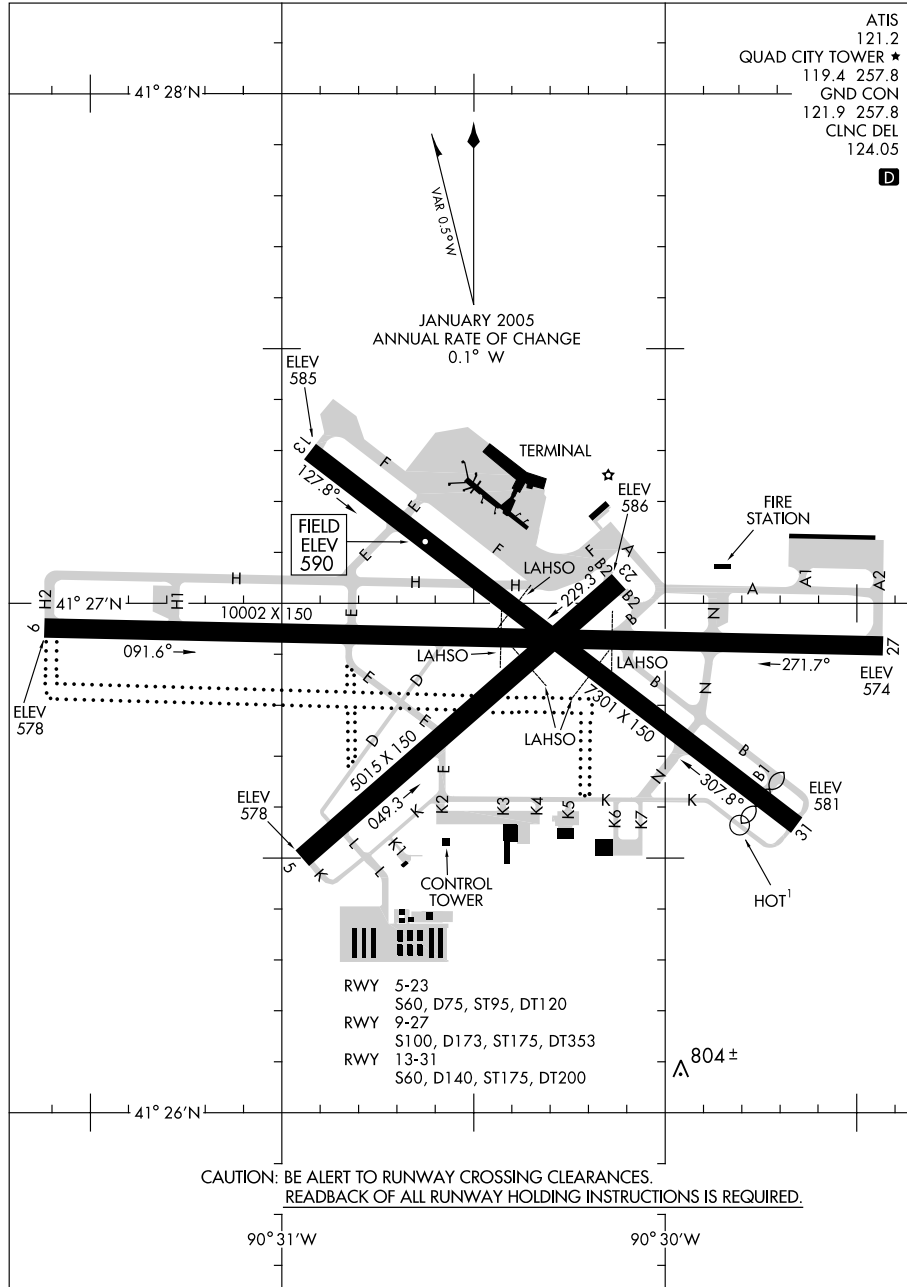 ATIS
121.2
QUAD CITY TOWER ★
119.4 257.8
GND CON
121.9 257.8
CLNC DEL
124.05
D
41° 28'N
VAR 0.5° W
JANUARY 2005
ANNUAL RATE OF CHANGE
0.1° W
ELEV
585
13
127.8°
F
TERMINAL
E
E
FIELD
ELEV
590
F
F
A
ELEV
586
FIRE
STATION
LAHSO
B2
23
229.3°
B2
B
H
H
H
A
A1
A2
H2
41° 27'N
H1
10002 X 150
E
N
9
091.6°
LAHSO
LAHSO
271.7°
27
ELEV
574
ELEV
578
E
D
B
N
LAHSO
7301 X 150
D
E
B
5015 X 150
E
N
B1
307.8°
ELEV
581
31
ELEV
578
049.3
K
K2
K3
K4
K5
K
K6
K7
K
5
K
L
L
K1
CONTROL
TOWER
HOT1
RWY 5-23
S60, D75, ST95, DT120
RWY 9-27
S100, D173, ST175, DT353
RWY 13-31
S60, D140, ST175, DT200
804 ±
41° 26'N
CAUTION: BE ALERT TO RUNWAY CROSSING CLEARANCES.
READBACK OF ALL RUNWAY HOLDING INSTRUCTIONS IS REQUIRED.
90° 31'W
90° 30'W